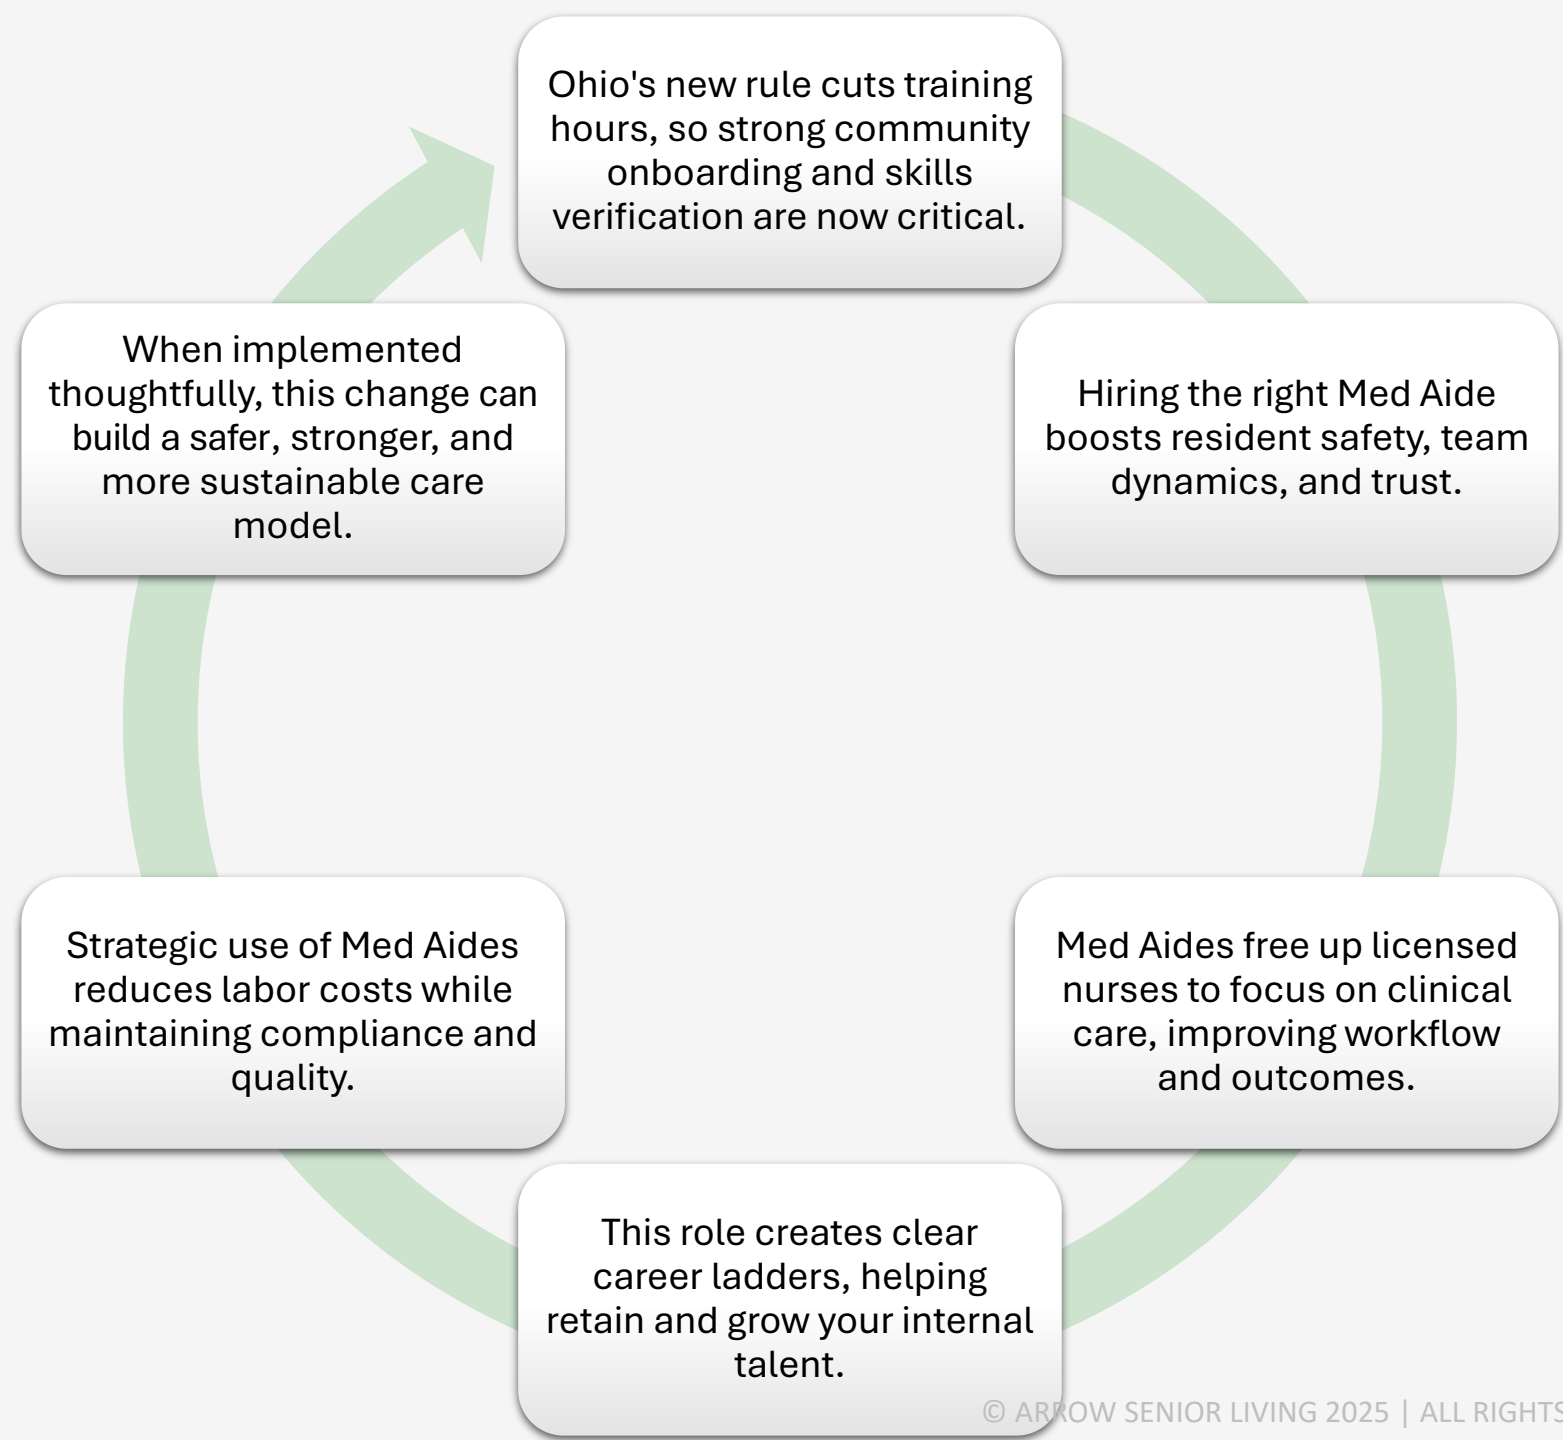 Ohio's new rule cuts training
hours, so strong community
onboarding and skills
verification are now critical.
Hiring the right Med Aide
boosts resident safety, team
dynamics, and trust.
Med Aides free up licensed
nurses to focus on clinical
care, improving workflow
and outcomes.
This role creates clear
career ladders, helping
retain and grow your internal
talent.
Strategic use of Med Aides
reduces labor costs while
maintaining compliance and
quality.
When implemented
thoughtfully, this change can
build a safer, stronger, and
more sustainable care
model.
© ARROW SENIOR LIVING 2025 | ALL RIGHTS